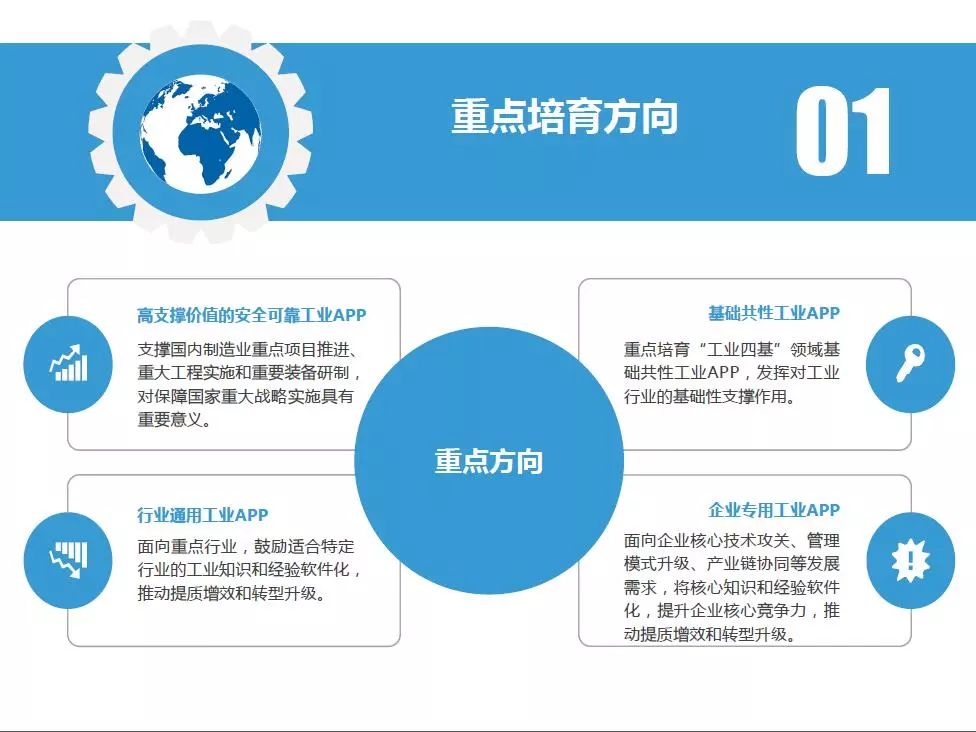 重点培育方向
01
高支撑价值的安全可靠工业APP
支撑国内制造业重点项目推进、
重大工程实施和重要装备研制，
对保障国家重大战略实施具有
重要意义。
基础共性工业APP
重点培育“工业四基”领域基
础共性工业APP，发挥对工业
行业的基础性支撑作用。
重点方向
行业通用工业APP
面向重点行业，鼓励适合特定
行业的工业知识和经验软件化，
推动提质增效和转型升级。
企业专用工业APP
面向企业核心技术攻关、管理
模式升级、产业链协同等发展
需求，将核心知识和经验软件
化，提升企业核心竞争力，推
动提质增效和转型升级。